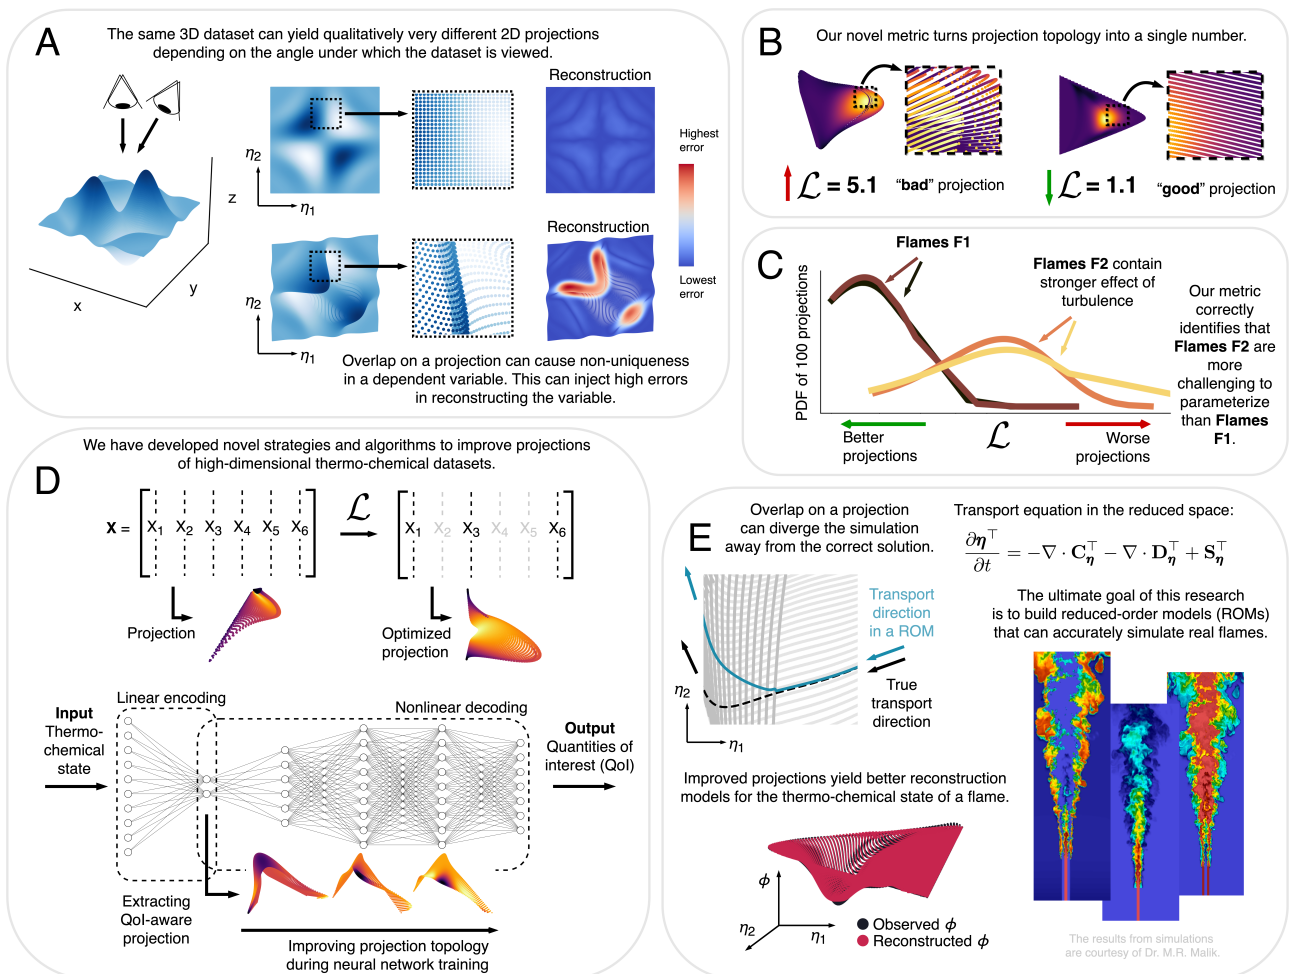 A
The same 3D dataset can yield qualitatively very different 2D projections
depending on the angle under which the dataset is viewed.
Reconstruction
η2
η1
Highest
error
Lowest
error
z
y
x
Reconstruction
η2
η1
Overlap on a projection can cause non-uniqueness
in a dependent variable. This can inject high errors
in reconstructing the variable.
B
Our novel metric turns projection topology into a single number.
ℒ = 5.1
“bad” projection
ℒ = 1.1
“good” projection
C
Flames F1
Flames F2 contain
stronger effect of
turbulence
PDF of 100 projections
Better
projections
ℒ
Worse
projections
Our
metric
correctly
identifies that
Flames F2 are
more
challenging to
parameterize
than Flames
F1.
D
We have developed novel strategies and algorithms to improve projections
of high-dimensional thermo-chemical datasets.
X = X1 X2 X3 X4 X5 X6
ℒ
X1 X2 X3 X4 X5 X6
Projection
Optimized
projection
Linear encoding
Nonlinear decoding
Input
Thermo-
chemical
state
Output
Quantities of
interest (QoI)
Extracting
QoI-aware
projection
Improving projection topology
during neural network training
E
Overlap on a projection
can diverge the simulation
away from the correct solution.
Transport
direction
in a ROM
True
transport
direction
η2
η1
Transport equation in the reduced space:
∂η⊤/∂t = −∇ · Cη⊤ − ∇ · Dη⊤ + Sη⊤
The ultimate goal of this research
is to build reduced-order models (ROMs)
that can accurately simulate real flames.
Improved projections yield better reconstruction
models for the thermo-chemical state of a flame.
ϕ
η2
η1
Observed ϕ
Reconstructed ϕ
The results from simulations
are courtesy of Dr. M.R. Malik.